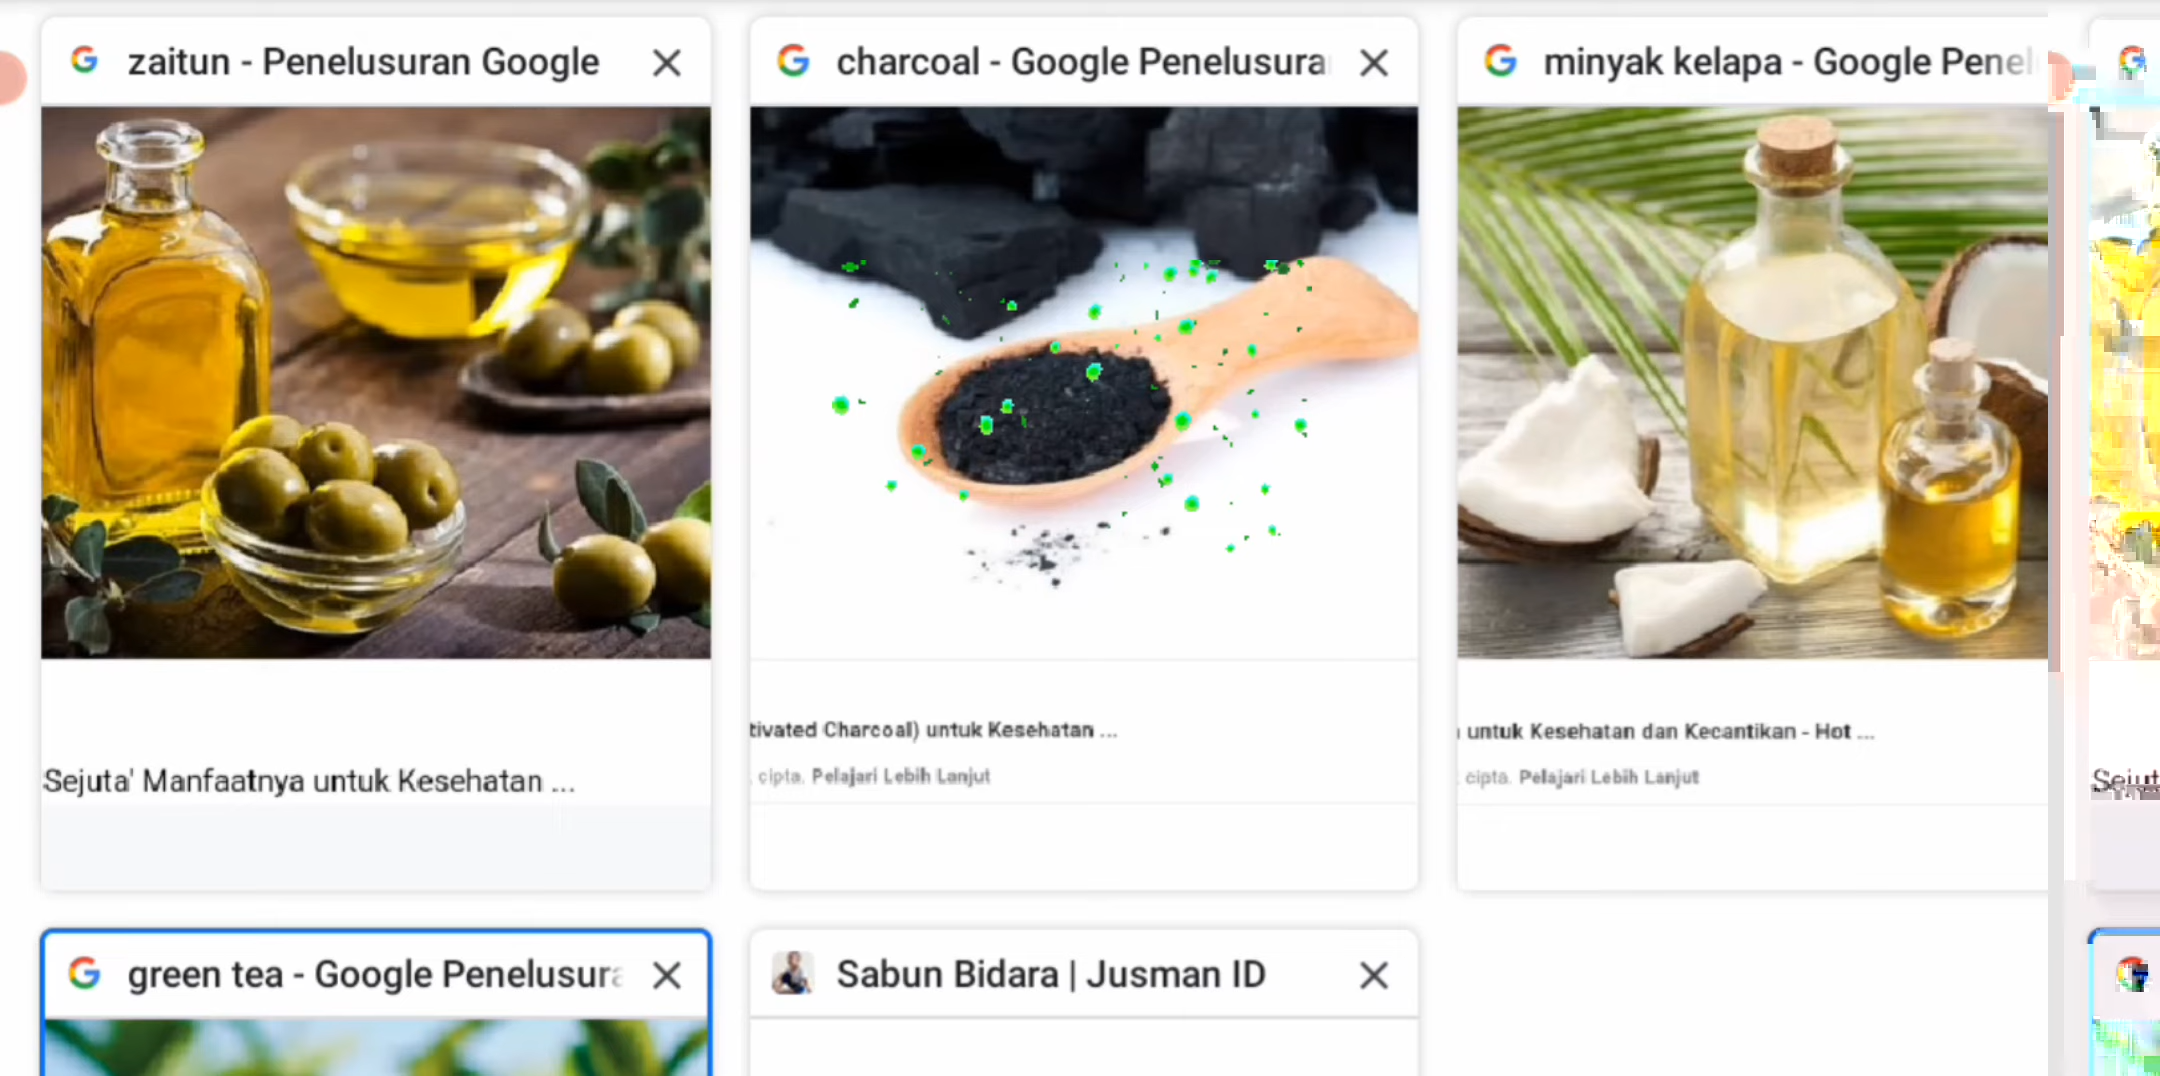 zaitun - Penelusuran Google
charcoal - Google Penelusura
minyak kelapa - Google Penel
Sejuta' Manfaatnya untuk Kesehatan ...
tivated Charcoal) untuk Kesehatan ...
cipta. Pelajari Lebih Lanjut
untuk Kesehatan dan Kecantikan - Hot ...
cipta. Pelajari Lebih Lanjut
green tea - Google Penelusura
Sabun Bidara | Jusman ID